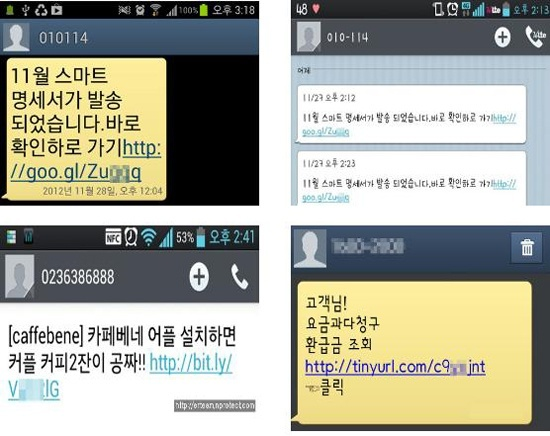 오후 3:18
100%
010114
11월 스마트
명세서가 발송
되었습니다.바로
확인하로 가기http:
//goo.gl/Zu q
2012년 11월 28일, 오후 12:04
48 오후 2:13
010-114
어제
11/27 오후 2:12
11월 스마트 명세서가 발송 되었습니다.바로 확인하로 가기http://
goo.gl/Zujjjq
11/27 오후 2:23
11월 스마트 명세서가 발송 되었습니다.바로 확인하로 가기http://
goo.gl/Zujjjq
NFC 53% 오후 2:41
0236386888
[caffebene] 카페베네 어플 설치하면
커플 커피2잔이 공짜!! http://bit.ly/
V tlG
http://erteam.nprotect.com
고객님!
요금과다청구
환급금 조회
http://tinyurl.com/c9 jnt
☜클릭